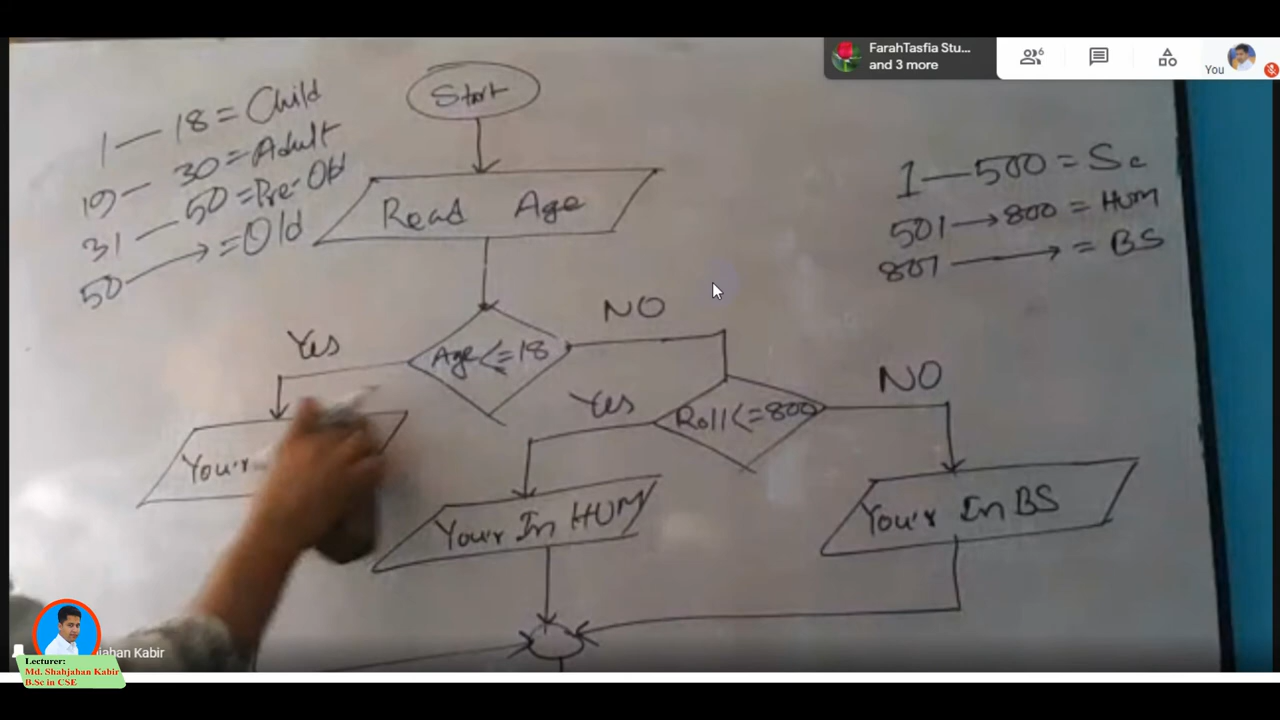 FarahTasfia Stu...
and 3 more
6
You
Start
1 — 18 = Child
19 — 30 = Adult
31 — 50 = Pre-Old
50 → = Old
Read Age
1 — 500 = Sc
501 → 800 = HUM
801 → = BS
Yes
Age <= 18
NO
Yes
Roll <= 800
NO
You'r
You'r In HUM
You'r In BS
jahan Kabir
Lecturer:
Md. Shahjahan Kabir
B.Sc in CSE